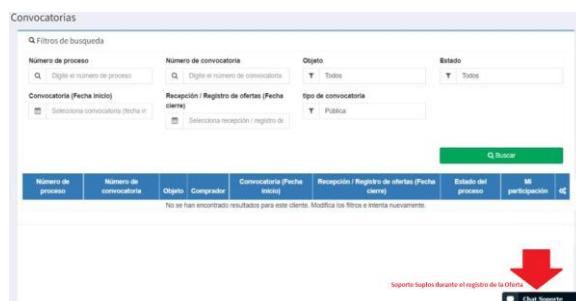 Convocatorias
Filtros de busqueda
Número de proceso
Número de convocatoria
Objeto
Estado
Digite el número de proceso
Digite el número de convocatoria
Todos
Todos
Convocatoria (Fecha inicio)
Recepción / Registro de ofertas (Fecha
cierre)
tipo de convocatoria
Selecciona convocatoria (fecha in
Selecciona recepción / registro de
Pública
Buscar
Número de
proceso
Número de
convocatoria
Objeto
Comprador
Convocatoria (Fecha
inicio)
Recepción / Registro de ofertas (Fecha
cierre)
Estado del
proceso
Mi
participación
No se han encontrado resultados para este cliente. Modifica los filtros e intenta nuevamente.
Soporte Suplos durante el registro de la Oferta
Chat Soporte